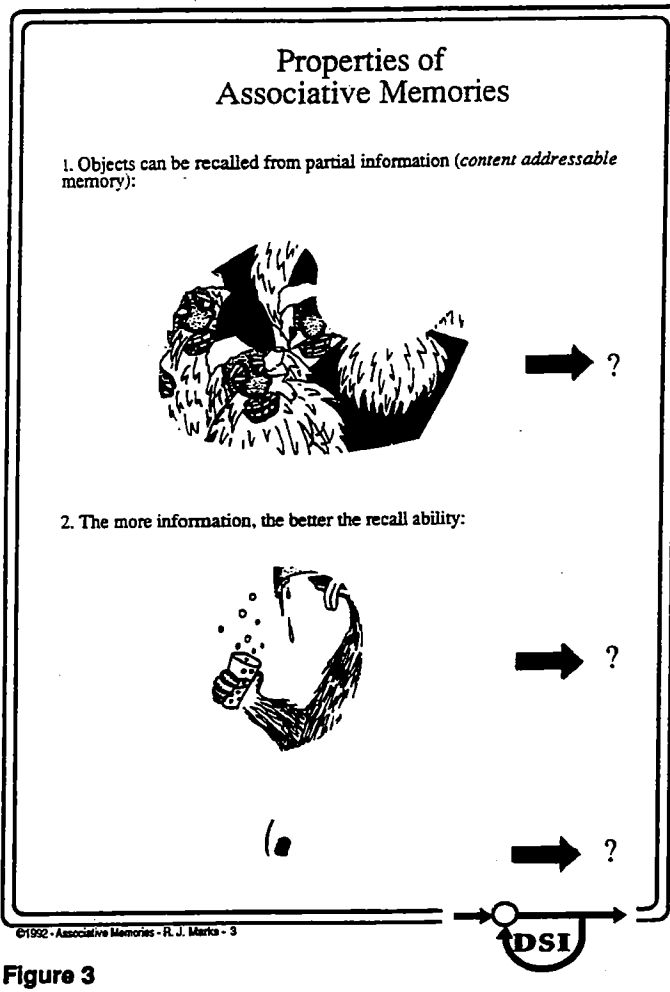 Properties of
Associative Memories
1. Objects can be recalled from partial information (content addressable
memory):
?
2. The more information, the better the recall ability:
?
?
©1992 - Associative Memories - R. J. Marks - 3
DSI
Figure 3